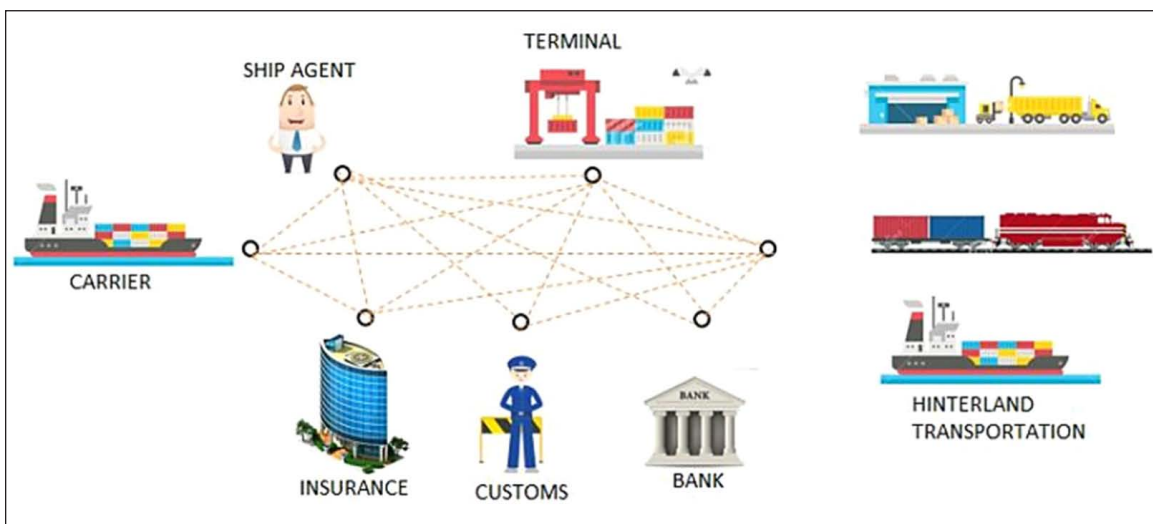 TERMINAL
SHIP AGENT
CARRIER
BANK
HINTERLAND
TRANSPORTATION
INSURANCE
CUSTOMS
BANK